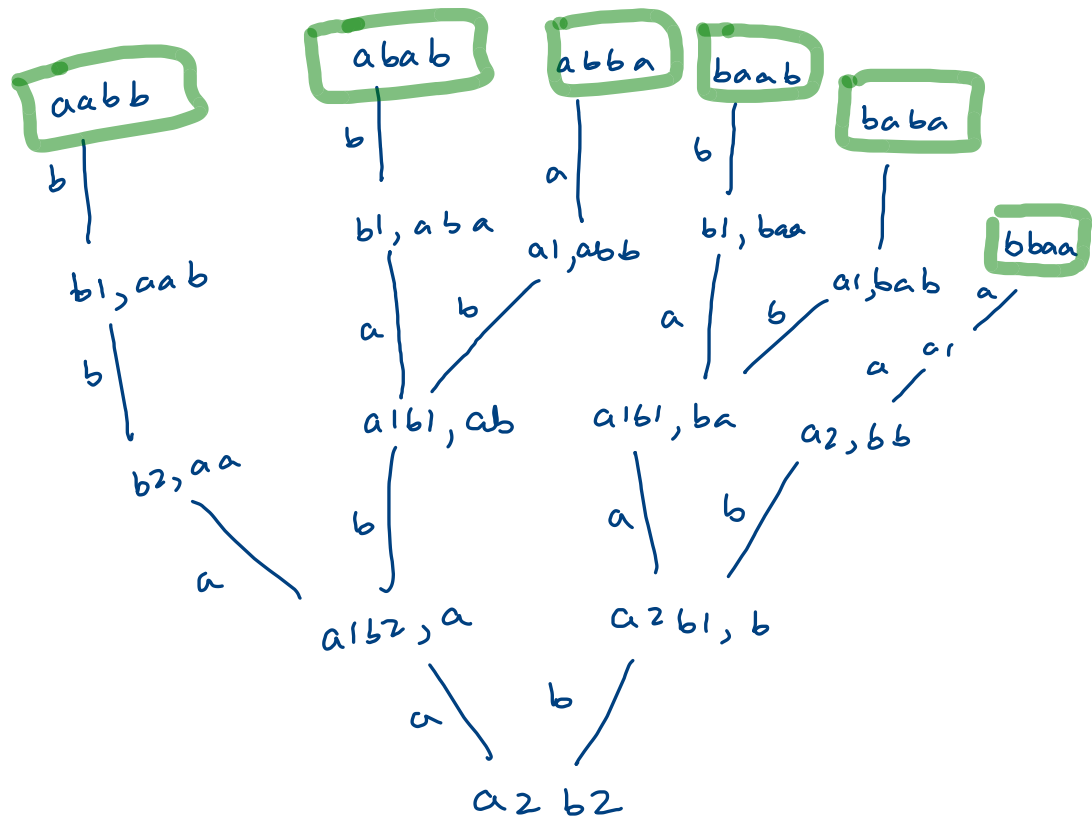 aabb
abab
abba
baab
baba
bbaa
b
b
a
b
b1, aab
b1, aba
a1, abb
b1, baa
a1, bab
a
a1
b
a
b
a
b
a
b2, aa
a1b1, ab
a1b1, ba
a2, bb
a
b
a
b
a1b2, a
a2b1, b
a
b
a2 b2